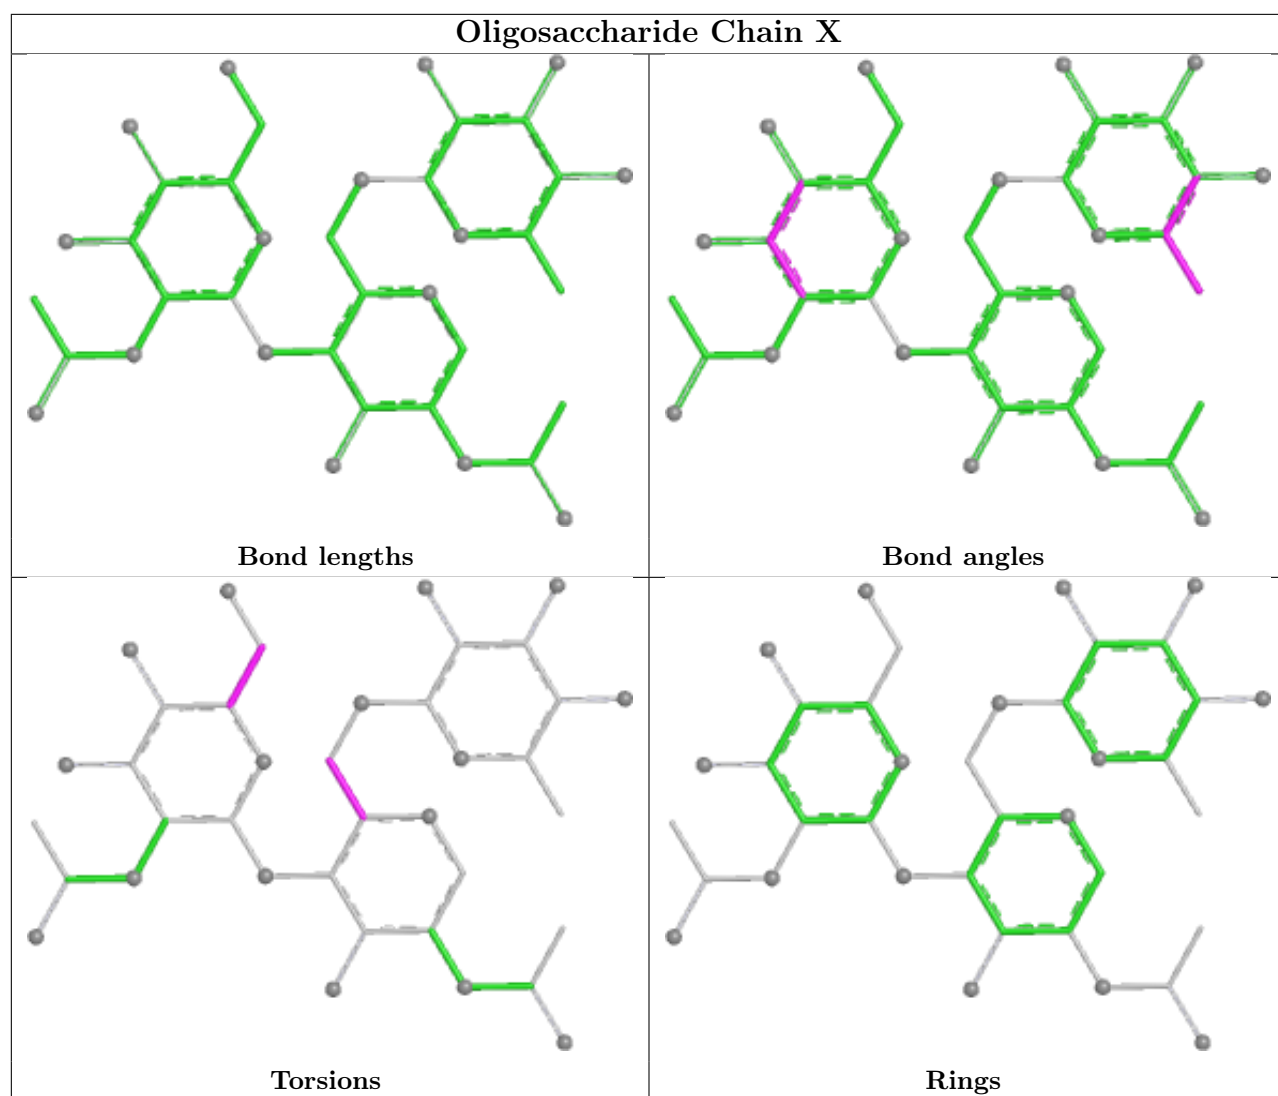 Oligosaccharide Chain X
Bond lengths
Bond angles
Torsions
Rings